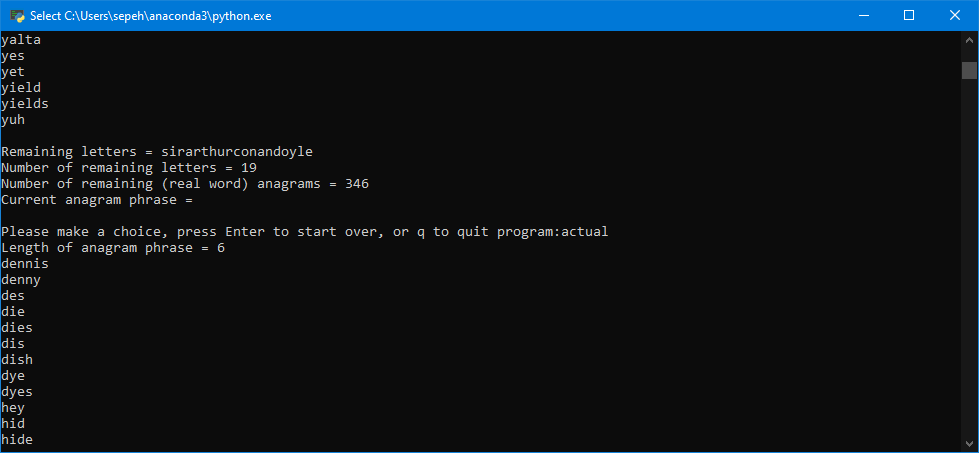 Select C:\Users\sepeh\anaconda3\python.exe
yalta
yes
yet
yield
yields
yuh
Remaining letters = sirarthurconandoyle
Number of remaining letters = 19
Number of remaining (real word) anagrams = 346
Current anagram phrase =
Please make a choice, press Enter to start over, or q to quit program:actual
Length of anagram phrase = 6
dennis
denny
des
die
dies
dis
dish
dye
dyes
hey
hid
hide